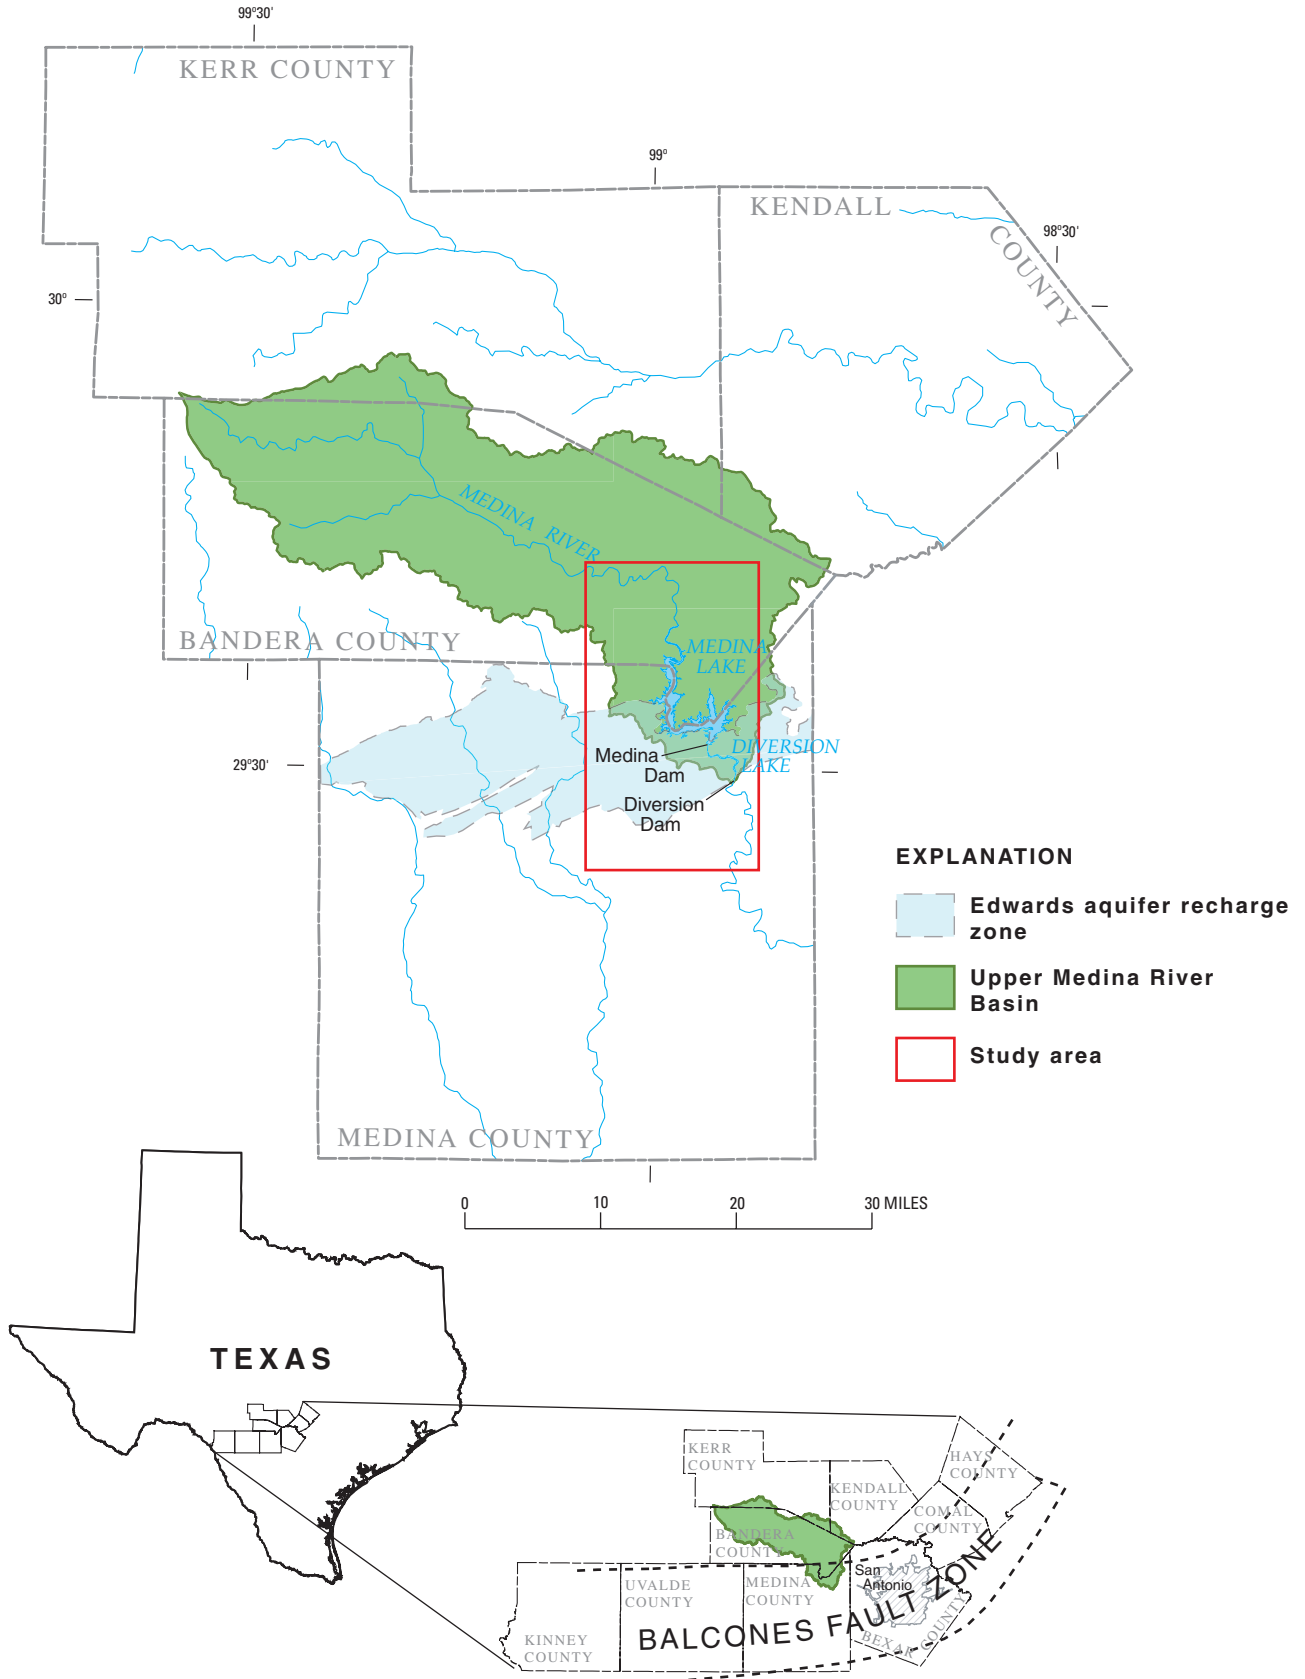 99°30'
KERR COUNTY
99°
KENDALL
COUNTY
98°30'
30°
MEDINA RIVER
BANDERA COUNTY
MEDINA
LAKE
Medina
Dam
DIVERSION
LAKE
29°30'
Diversion
Dam
EXPLANATION
Edwards aquifer recharge
zone
Upper Medina River
Basin
Study area
MEDINA COUNTY
0 10 20 30 MILES
TEXAS
KERR
COUNTY
HAYS
COUNTY
KENDALL
COUNTY
COMAL
COUNTY
BANDERA
COUNTY
San
Antonio
UVALDE
COUNTY
MEDINA
COUNTY
KINNEY
COUNTY
BALCONES FAULT ZONE
BEXAR COUNTY